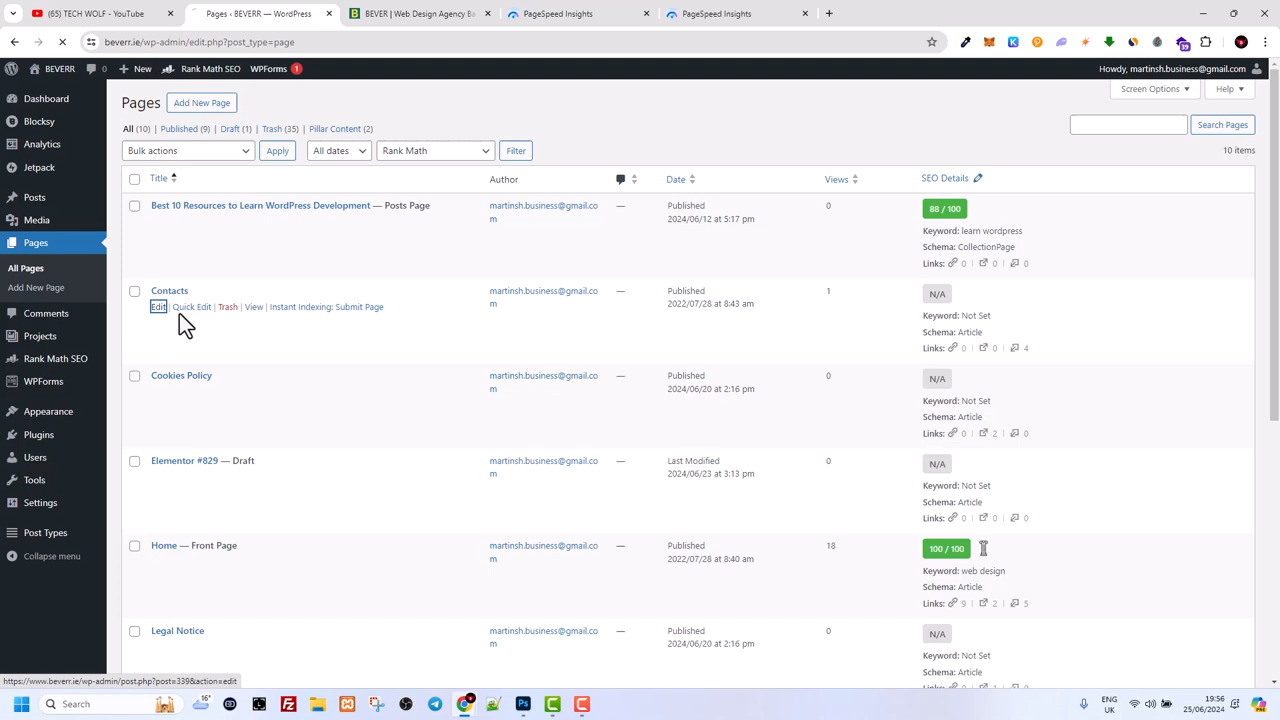 (65) TECH WOLF - YouTube
Pages ‹ BEVERR — WordPress
BEVER | Web Design Agency Ba
PageSpeed Insights
PageSpeed Insights
beverr.ie/wp-admin/edit.php?post_type=page
19
BEVERR
0
New
Rank Math SEO
WPForms
1
Howdy, martinsh.business@gmail.com
Dashboard
Blocksy
Analytics
Jetpack
Posts
Media
Pages
All Pages
Add New Page
Comments
Projects
Rank Math SEO
WPForms
Appearance
Plugins
Users
Tools
Settings
Post Types
Collapse menu
Pages
Add New Page
Screen Options
Help
All (10) | Published (9) | Draft (1) | Trash (35) | Pillar Content (2)
Search Pages
Bulk actions
Apply
All dates
Rank Math
Filter
10 items
Title
Author
Date
Views
SEO Details
Best 10 Resources to Learn WordPress Development — Posts Page
martinsh.business@gmail.co
m
—
Published
2024/06/12 at 5:17 pm
0
88 / 100
Keyword: learn wordpress
Schema: CollectionPage
Links: 0 | 0 | 0
Contacts
Edit | Quick Edit | Trash | View | Instant Indexing: Submit Page
martinsh.business@gmail.co
m
—
Published
2022/07/28 at 8:43 am
1
N/A
Keyword: Not Set
Schema: Article
Links: 0 | 0 | 4
Cookies Policy
martinsh.business@gmail.co
m
—
Published
2024/06/20 at 2:16 pm
0
N/A
Keyword: Not Set
Schema: Article
Links: 0 | 2 | 0
Elementor #829 — Draft
martinsh.business@gmail.co
m
—
Last Modified
2024/06/23 at 3:13 pm
0
N/A
Keyword: Not Set
Schema: Article
Links: 0 | 0 | 0
Home — Front Page
martinsh.business@gmail.co
m
—
Published
2022/07/28 at 8:40 am
18
100 / 100
Keyword: web design
Schema: Article
Links: 9 | 2 | 5
Legal Notice
martinsh.business@gmail.co
m
—
Published
2024/06/20 at 2:16 pm
0
N/A
Keyword: Not Set
Schema: Article
https://www.beverr.ie/wp-admin/post.php?post=339&action=edit
Search
16°
ENG
UK
19:56
25/06/2024